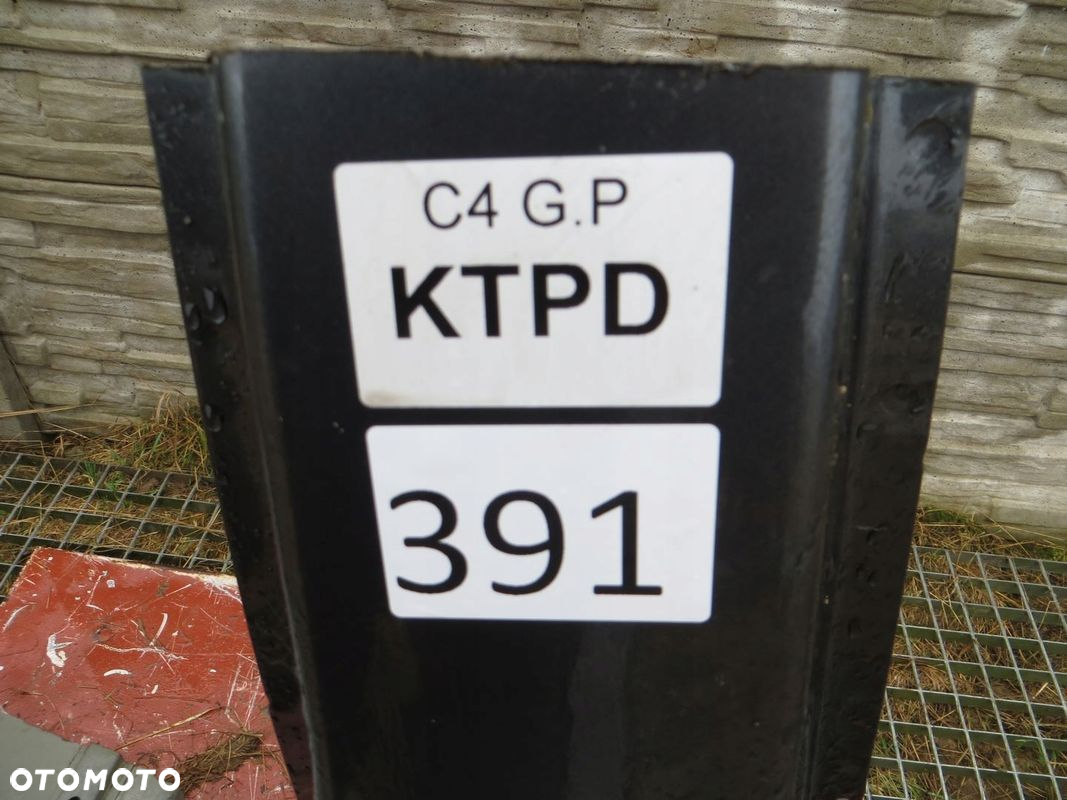 C4 G.P
KTPD
391
OTOMOTO